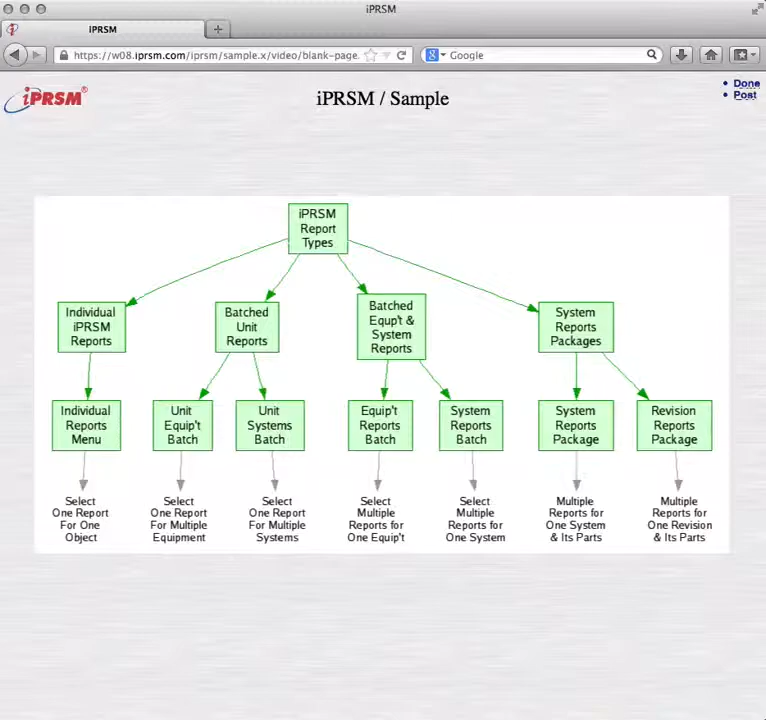 iPRSM
iPRSM
https://w08.iprsm.com/iprsm/sample.x/video/blank-page.
Google
iPRSM®
iPRSM / Sample
Done
Post
iPRSM
Report
Types
Individual
iPRSM
Reports
Batched
Unit
Reports
Batched
Equp't &
System
Reports
System
Reports
Packages
Individual
Reports
Menu
Unit
Equip't
Batch
Unit
Systems
Batch
Equip't
Reports
Batch
System
Reports
Batch
System
Reports
Package
Revision
Reports
Package
Select
One Report
For One
Object
Select
One Report
For Multiple
Equipment
Select
One Report
For Multiple
Systems
Select
Multiple
Reports for
One Equip't
Select
Multiple
Reports for
One System
Multiple
Reports for
One System
& Its Parts
Multiple
Reports for
One Revision
& Its Parts